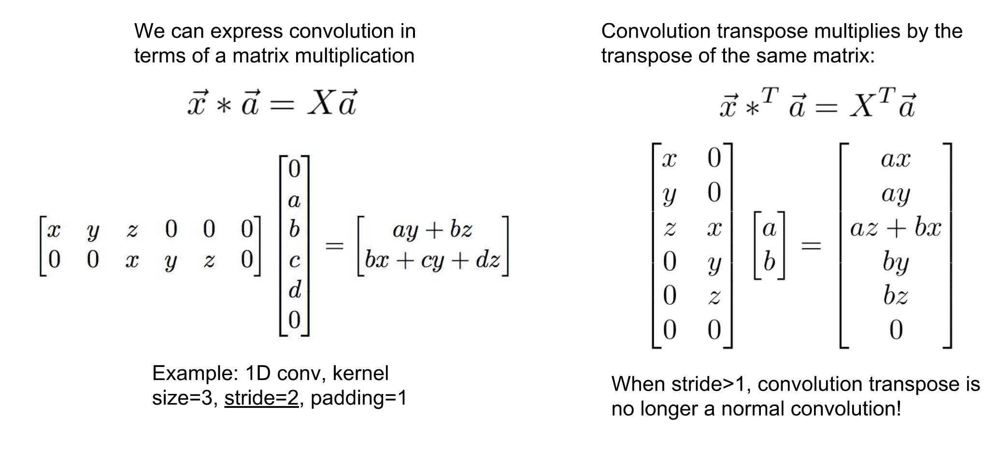 We can express convolution in
terms of a matrix multiplication
$\vec{x} * \vec{a} = X\vec{a}$
$\begin{bmatrix} x & y & z & 0 & 0 & 0 \\ 0 & 0 & x & y & z & 0 \end{bmatrix} \begin{bmatrix} 0 \\ a \\ b \\ c \\ d \\ 0 \end{bmatrix} = \begin{bmatrix} ay + bz \\ bx + cy + dz \end{bmatrix}$
Example: 1D conv, kernel
size=3, stride=2, padding=1
Convolution transpose multiplies by the
transpose of the same matrix:
$\vec{x} *^T \vec{a} = X^T\vec{a}$
$\begin{bmatrix} x & 0 \\ y & 0 \\ z & x \\ 0 & y \\ 0 & z \\ 0 & 0 \end{bmatrix} \begin{bmatrix} a \\ b \end{bmatrix} = \begin{bmatrix} ax \\ ay \\ az + bx \\ by \\ bz \\ 0 \end{bmatrix}$
When stride>1, convolution transpose is
no longer a normal convolution!